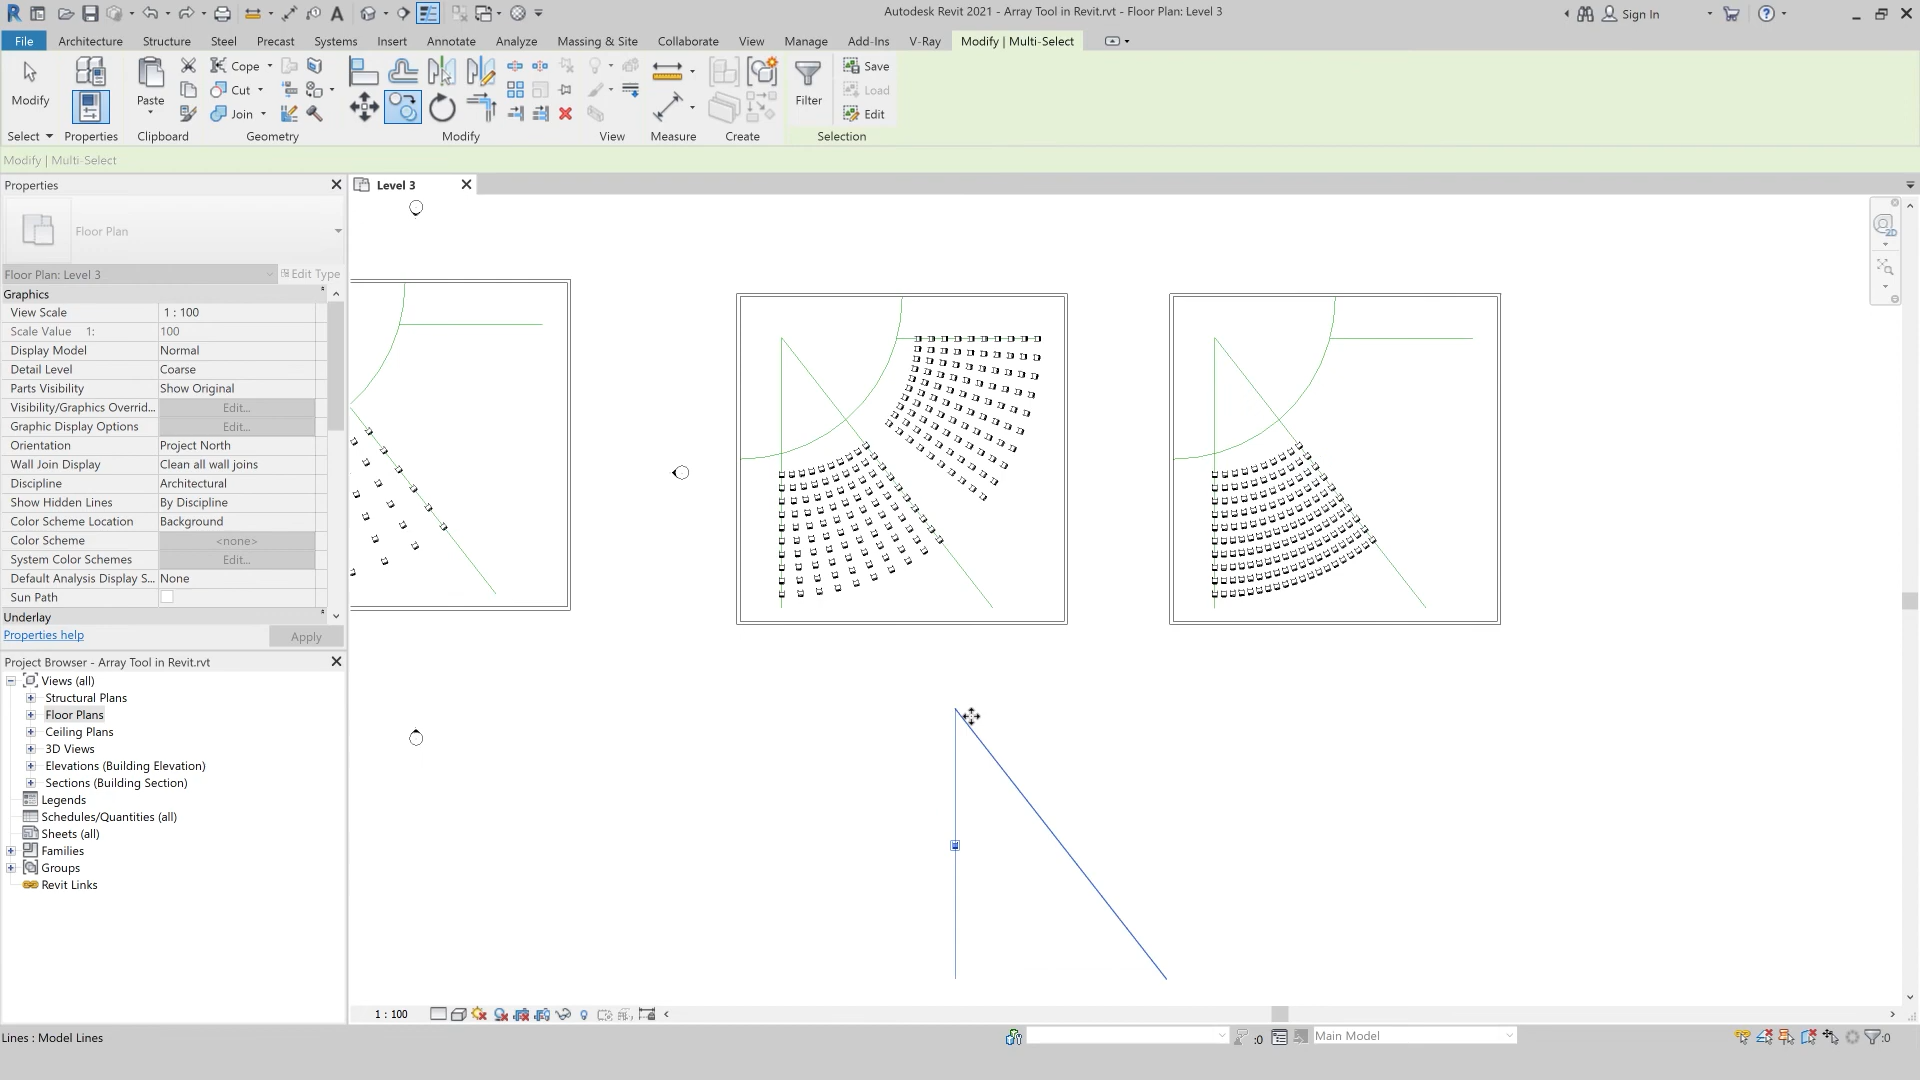 Autodesk Revit 2021 - Array Tool in Revit.rvt - Floor Plan: Level 3
Sign In
File Architecture Structure Steel Precast Systems Insert Annotate Analyze Massing & Site Collaborate View Manage Add-Ins V-Ray Modify | Multi-Select
Modify
Paste
Cope
Cut
Join
Filter
Save
Load
Edit
Select Properties Clipboard Geometry Modify View Measure Create Selection
Modify | Multi-Select
Properties
Level 3
Floor Plan
Floor Plan: Level 3
Edit Type
Graphics
View Scale 1 : 100
Scale Value 1: 100
Display Model Normal
Detail Level Coarse
Parts Visibility Show Original
Visibility/Graphics Overrid... Edit...
Graphic Display Options Edit...
Orientation Project North
Wall Join Display Clean all wall joins
Discipline Architectural
Show Hidden Lines By Discipline
Color Scheme Location Background
Color Scheme <none>
System Color Schemes Edit...
Default Analysis Display S... None
Sun Path
Underlay
Properties help
Apply
Project Browser - Array Tool in Revit.rvt
Views (all)
Structural Plans
Floor Plans
Ceiling Plans
3D Views
Elevations (Building Elevation)
Sections (Building Section)
Legends
Schedules/Quantities (all)
Sheets (all)
Families
Groups
Revit Links
1 : 100
Lines : Model Lines
:0
Main Model
:0